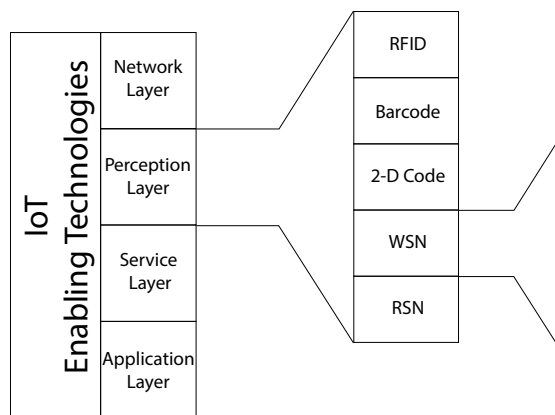 IoT
Enabling Technologies
Network
Layer
Perception
Layer
Service
Layer
Application
Layer
RFID
Barcode
2-D Code
WSN
RSN